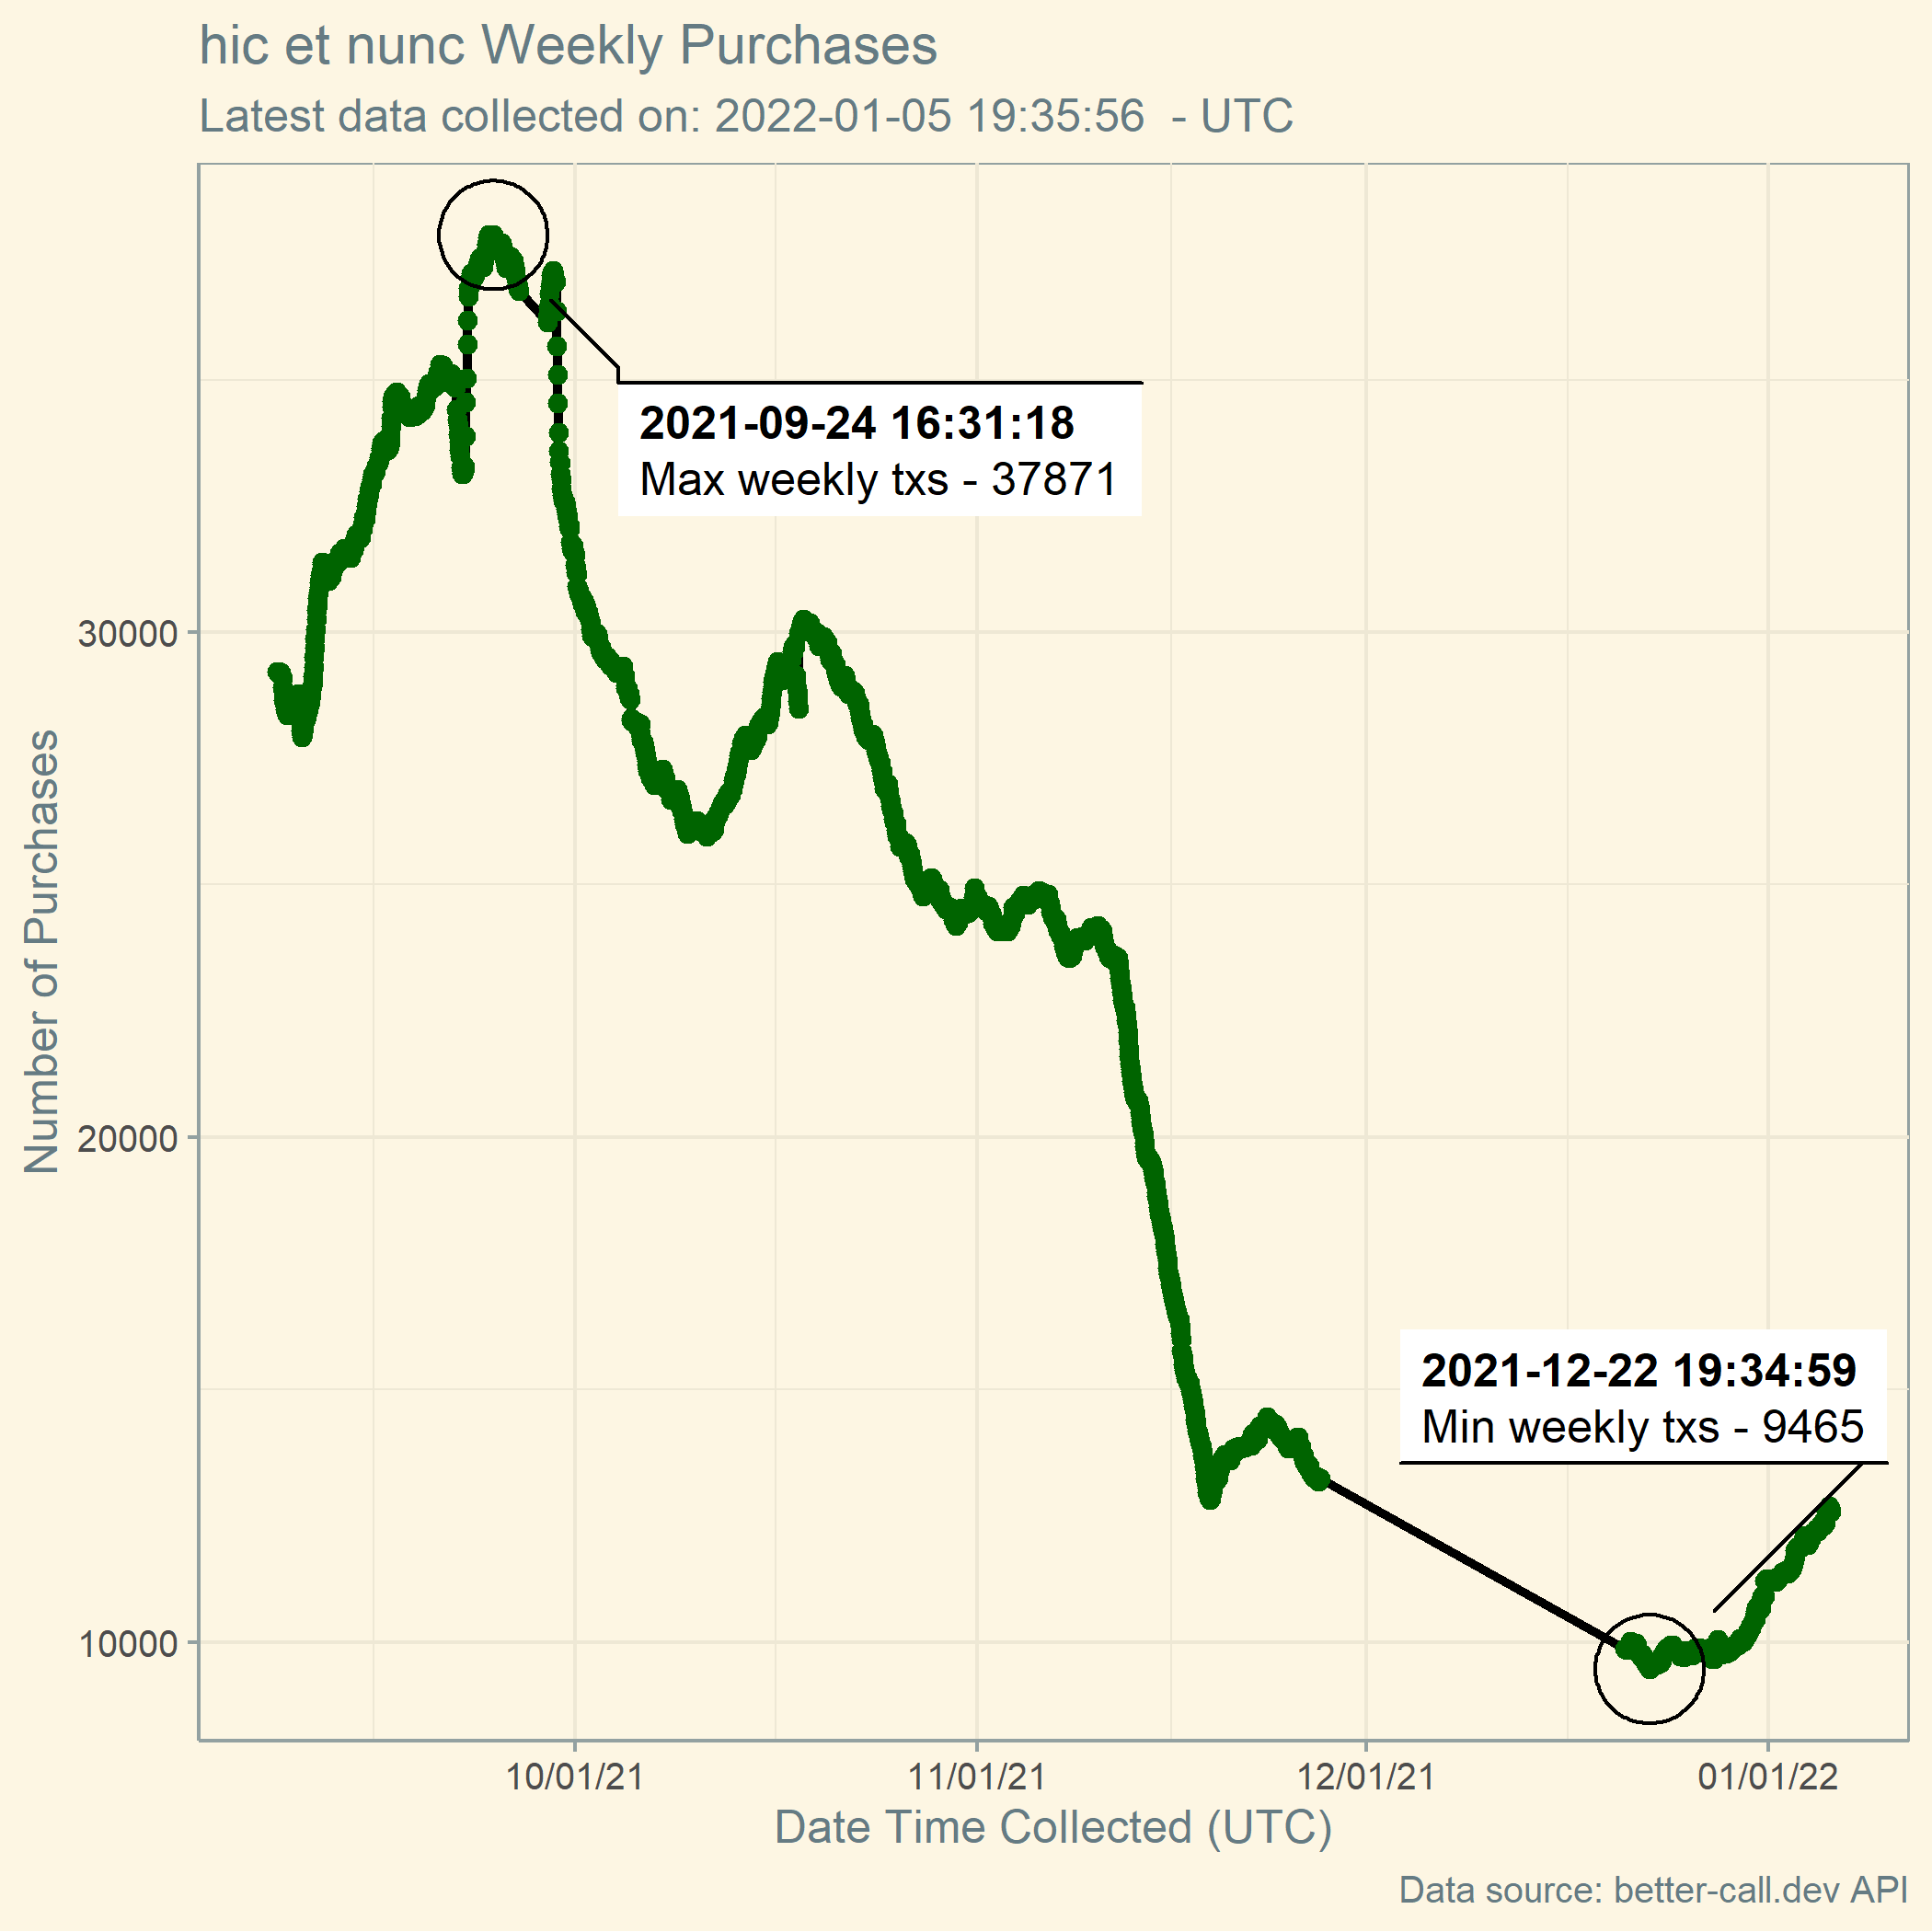 hic et nunc Weekly Purchases
Latest data collected on: 2022-01-05 19:35:56  - UTC
2021-09-24 16:31:18
Max weekly txs - 37871
30000
Number of Purchases
20000
2021-12-22 19:34:59
Min weekly txs - 9465
10000
10/01/21 11/01/21 12/01/21 01/01/22
Date Time Collected (UTC)
Data source: better-call.dev API